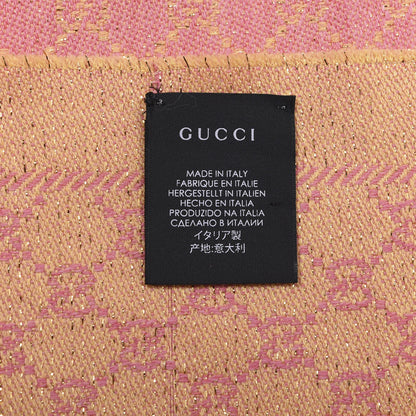 GUCCI
MADE IN ITALY
FABRIQUE EN ITALIE
HERGESTELLT IN ITALIEN
HECHO EN ITALIA
PRODUZIDO NA ITALIA
СДЕЛАНО В ИТАЛИИ
イタリア製
产地:意大利